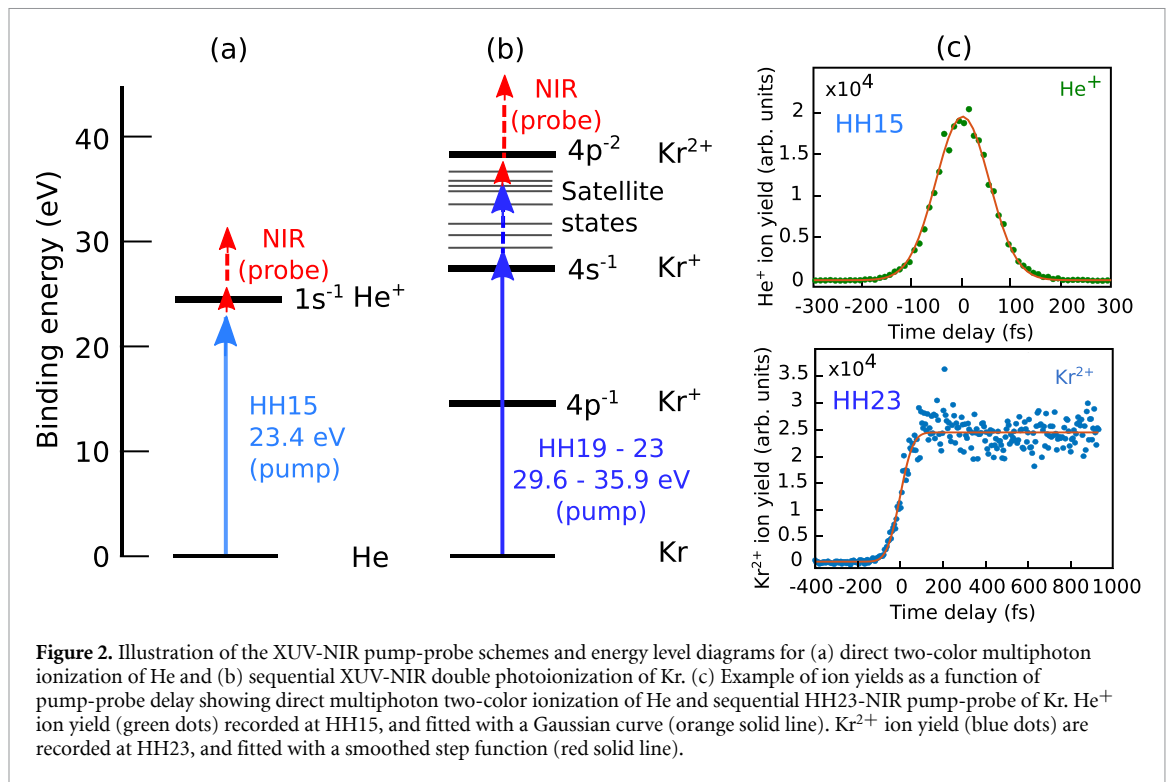 (a)
(b)
(c)
Binding energy (eV)
40
30
20
10
0
NIR
(probe)
1s-1 He+
HH15
23.4 eV
(pump)
He
NIR
(probe)
4p-2 Kr2+
Satellite
states
4s-1 Kr+
4p-1 Kr+
HH19 - 23
29.6 - 35.9 eV
(pump)
Kr
He+ ion yield (arb. units)
x10⁴
He+
HH15
2
1.5
1
0.5
0
-300 -200 -100 0 100 200 300
Time delay (fs)
Kr2+ ion yield (arb. units)
x10⁴
Kr2+
HH23
3.5
3
2.5
2
1.5
1
0.5
0
-400 -200 0 200 400 600 800 1000
Time delay (fs)
Figure 2. Illustration of the XUV-NIR pump-probe schemes and energy level diagrams for (a) direct two-color multiphoton
ionization of He and (b) sequential XUV-NIR double photoionization of Kr. (c) Example of ion yields as a function of
pump-probe delay showing direct multiphoton two-color ionization of He and sequential HH23-NIR pump-probe of Kr. He+
ion yield (green dots) recorded at HH15, and fitted with a Gaussian curve (orange solid line). Kr2+ ion yield (blue dots) are
recorded at HH23, and fitted with a smoothed step function (red solid line).